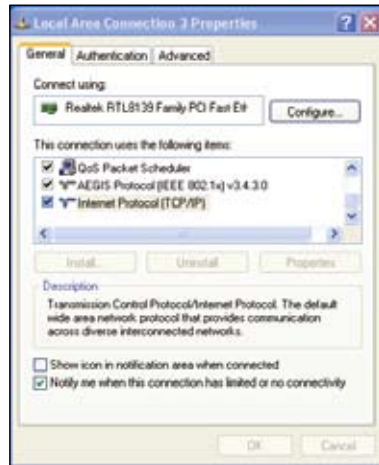 Local Area Connection 3 Properties
General Authentication Advanced
Connect using:
Realtek RTL8139 Family PCI Fast Eth
Configure...
This connection uses the following items:
QoS Packet Scheduler
AEGIS Protocol (IEEE 802.1x) v3.4.3.0
Internet Protocol (TCP/IP)
Install... Uninstall Properties
Description
Transmission Control Protocol/Internet Protocol. The default
wide area network protocol that provides communication
across diverse interconnected networks.
Show icon in notification area when connected
Notify me when this connection has limited or no connectivity
OK Cancel